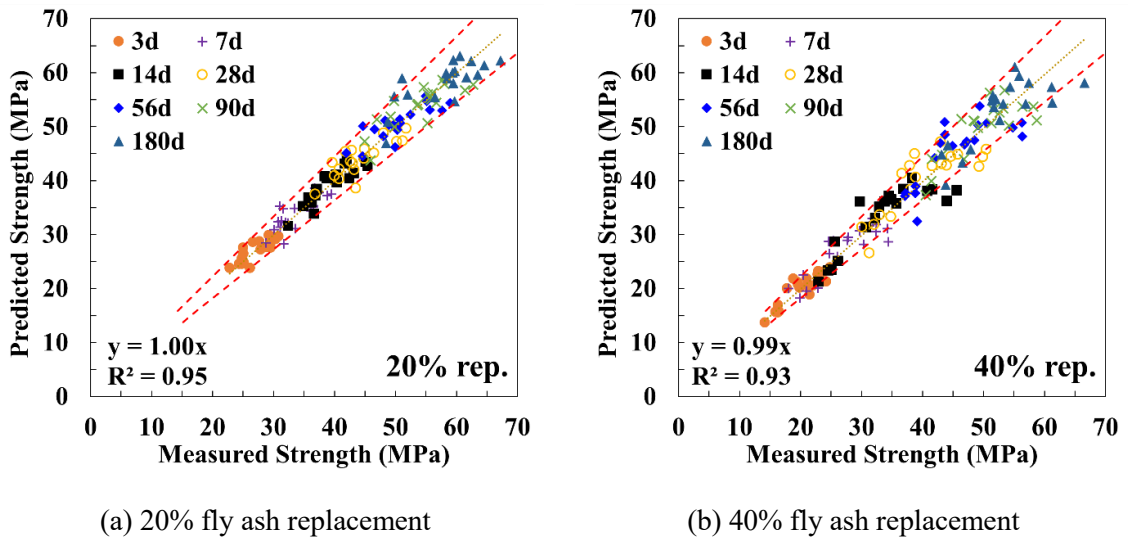 Predicted Strength (MPa)
70
60
50
40
30
20
10
0
3d
7d
14d
28d
56d
90d
180d
y = 1.00x
R² = 0.95
20% rep.
0 10 20 30 40 50 60 70
Measured Strength (MPa)
(a) 20% fly ash replacement
Predicted Strength (MPa)
70
60
50
40
30
20
10
0
3d
7d
14d
28d
56d
90d
180d
y = 0.99x
R² = 0.93
40% rep.
0 10 20 30 40 50 60 70
Measured Strength (MPa)
(b) 40% fly ash replacement